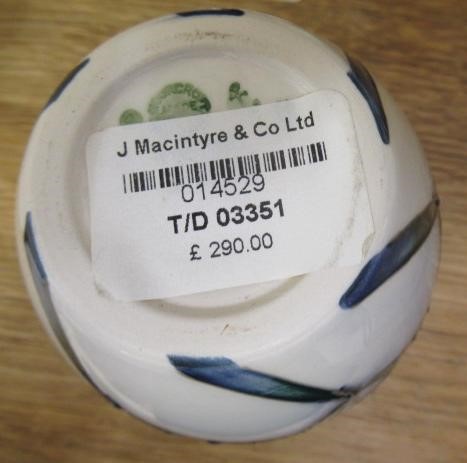 J Macintyre & Co Ltd
014529
T/D 03351
£ 290.00